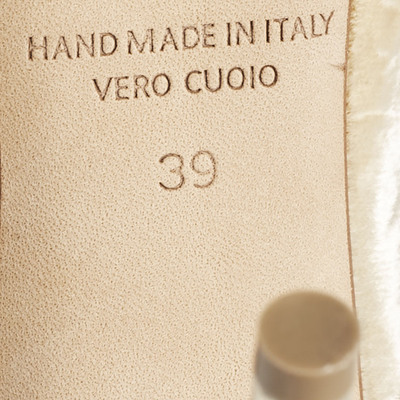 HAND MADE IN ITALY
VERO CUOIO
39